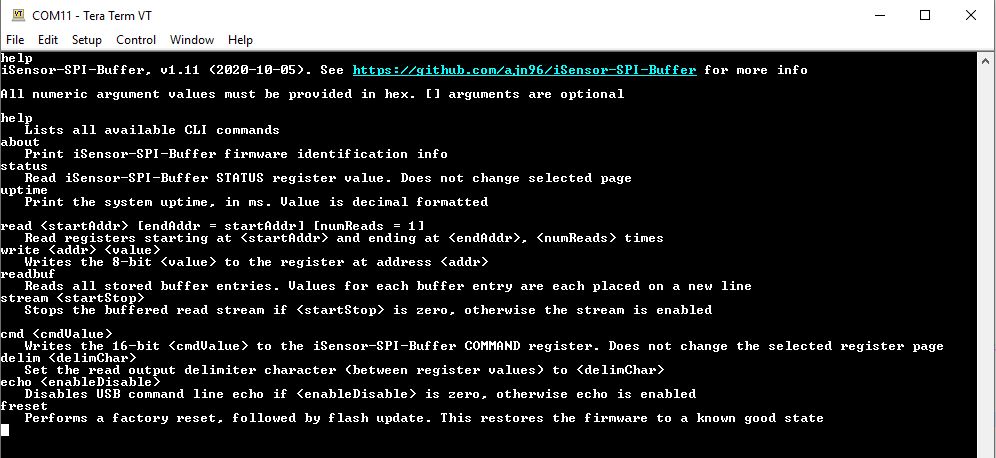 COM11 - Tera Term VT
File Edit Setup Control Window Help
help
iSensor-SPI-Buffer, v1.11 (2020-10-05). See https://github.com/ajn96/iSensor-SPI-Buffer for more info
All numeric argument values must be provided in hex. [] arguments are optional
help
Lists all available CLI commands
about
Print iSensor-SPI-Buffer firmware identification info
status
Read iSensor-SPI-Buffer STATUS register value. Does not change selected page
uptime
Print the system uptime, in ms. Value is decimal formatted
read <startAddr> [endAddr = startAddr] [numReads = 1]
Read registers starting at <startAddr> and ending at <endAddr>, <numReads> times
write <addr> <value>
Writes the 8-bit <value> to the register at address <addr>
readbuf
Reads all stored buffer entries. Values for each buffer entry are each placed on a new line
stream <startStop>
Stops the buffered read stream if <startStop> is zero, otherwise the stream is enabled
cmd <cmdValue>
Writes the 16-bit <cmdValue> to the iSensor-SPI-Buffer COMMAND register. Does not change the selected register page
delim <delimChar>
Set the read output delimiter character (between register values) to <delimChar>
echo <enableDisable>
Disables USB command line echo if <enableDisable> is zero, otherwise echo is enabled
freset
Performs a factory reset, followed by flash update. This restores the firmware to a known good state